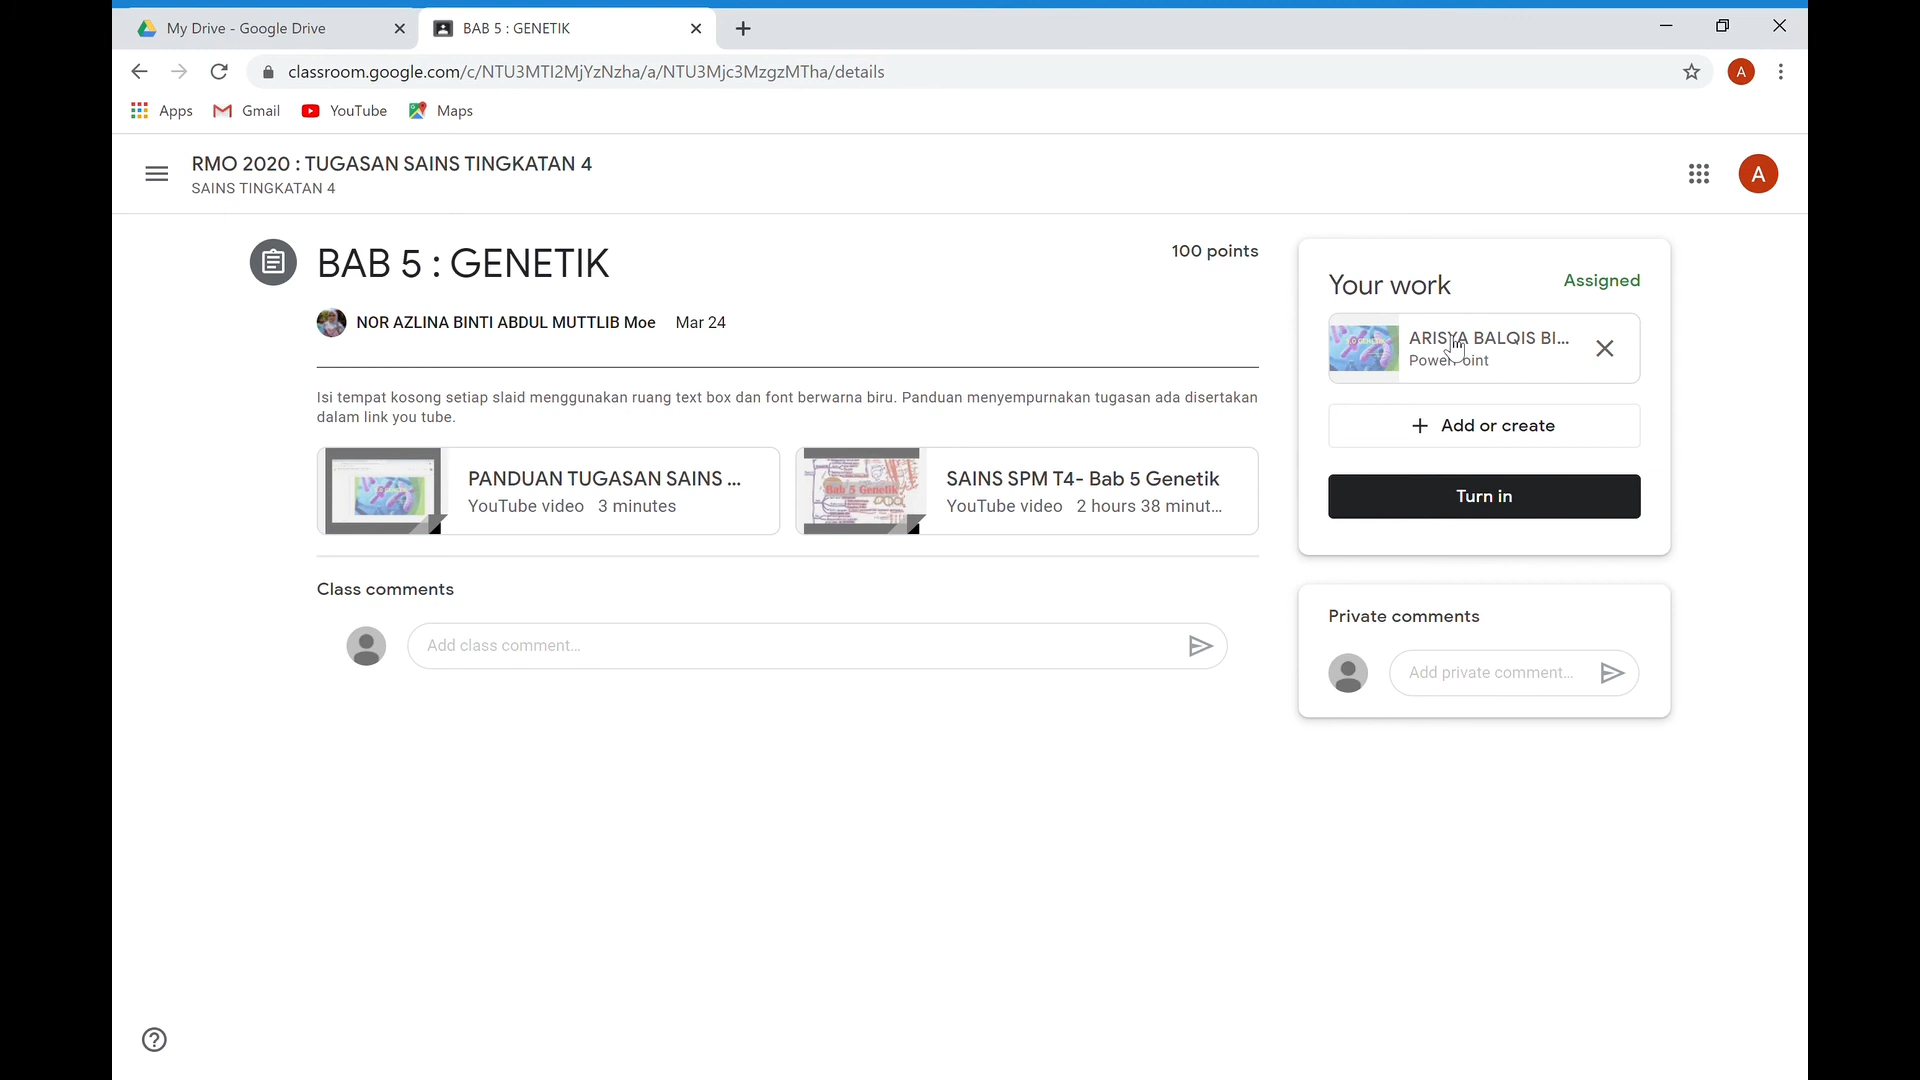 My Drive - Google Drive
BAB 5 : GENETIK
classroom.google.com/c/NTU3MTI2MjYzNzha/a/NTU3Mjc3MzgzMTha/details
A
Apps
Gmail
YouTube
Maps
RMO 2020 : TUGASAN SAINS TINGKATAN 4
SAINS TINGKATAN 4
A
BAB 5 : GENETIK
100 points
NOR AZLINA BINTI ABDUL MUTTLIB Moe Mar 24
Isi tempat kosong setiap slaid menggunakan ruang text box dan font berwarna biru. Panduan menyempurnakan tugasan ada disertakan
dalam link you tube.
PANDUAN TUGASAN SAINS ...
YouTube video 3 minutes
Bab 5 Genetik
SAINS SPM T4- Bab 5 Genetik
YouTube video 2 hours 38 minut...
Class comments
Add class comment...
Your work
Assigned
ARISYA BALQIS BI...
PowerPoint
Add or create
Turn in
Private comments
Add private comment...